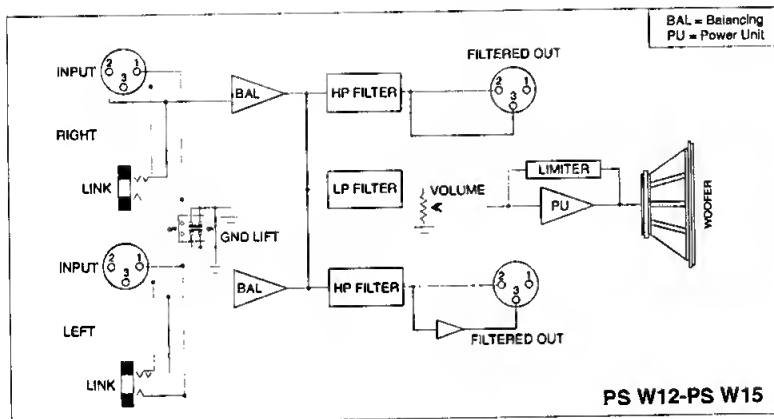 BAL = Balancing
PU = Power Unit
FILTERED OUT
INPUT
2 1
3
2 1
3
BAL
HP FILTER
RIGHT
LINK
LP FILTER
VOLUME
LIMITER
PU
WOOFER
GND LIFT
INPUT
2 1
3
BAL
HP FILTER
2 1
3
FILTERED OUT
LEFT
LINK
PS W12-PS W15